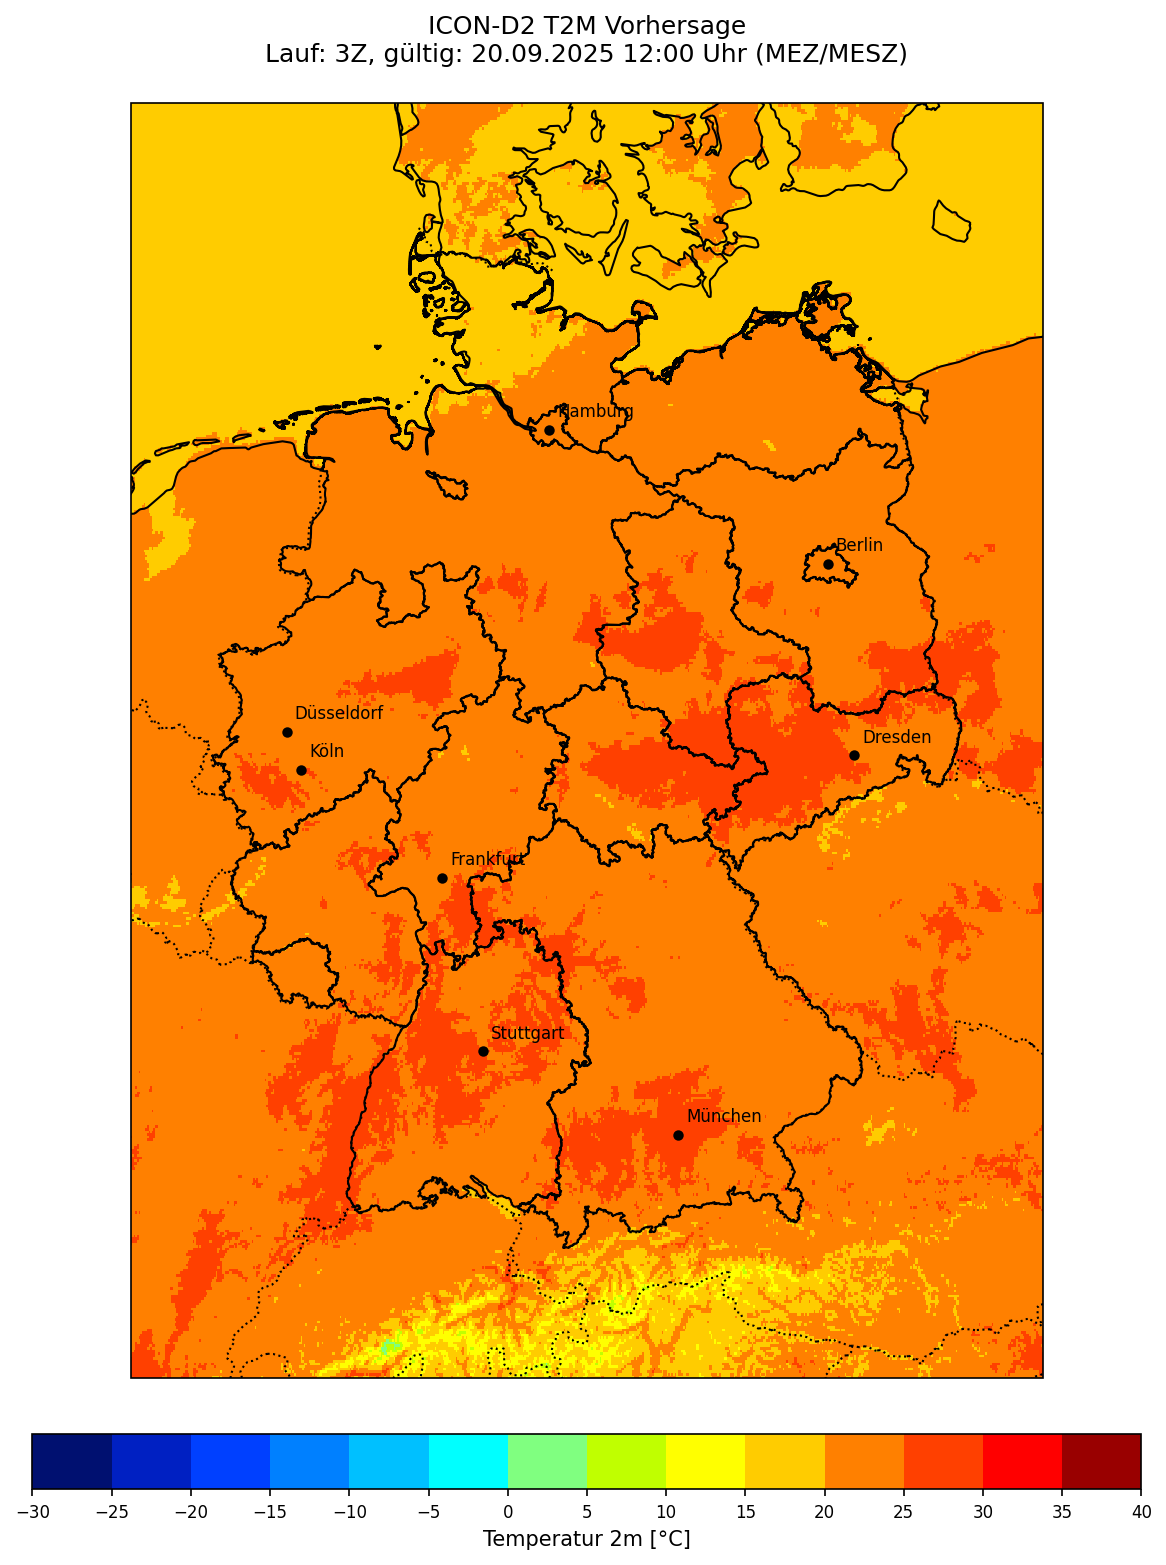 ICON-D2 T2M Vorhersage
Lauf: 3Z, gültig: 20.09.2025 12:00 Uhr (MEZ/MESZ)
Hamburg
Berlin
Düsseldorf
Dresden
Köln
Frankfurt
Stuttgart
München
−30 −25 −20 −15 −10 −5 0 5 10 15 20 25 30 35 40
Temperatur 2m [°C]